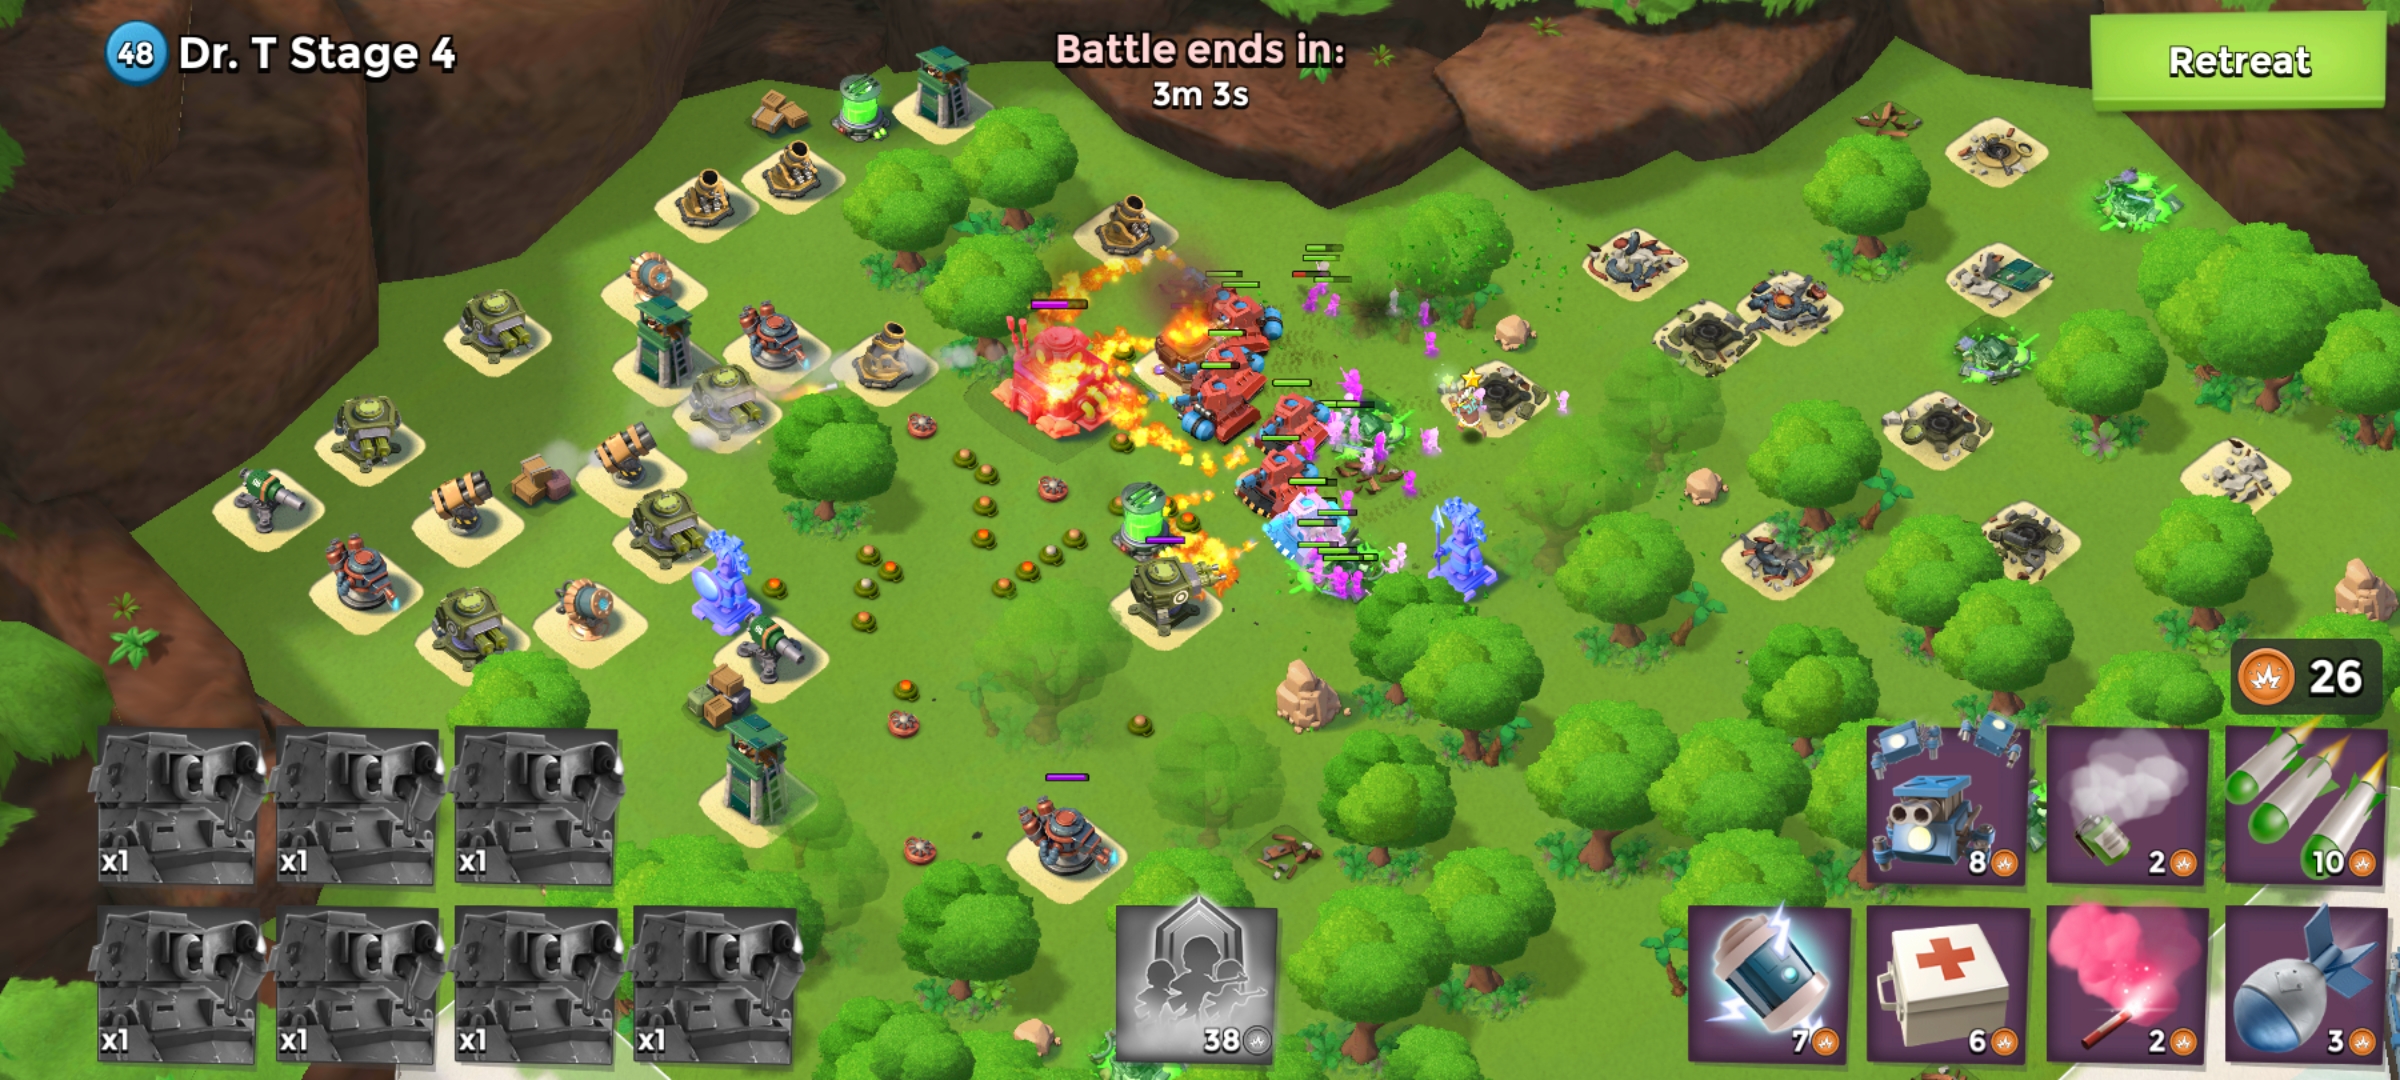 48 Dr. T Stage 4
Battle ends in:
3m 3s
Retreat
26
x1
x1
x1
8
2
10
x1
x1
x1
x1
38
7
6
2
3